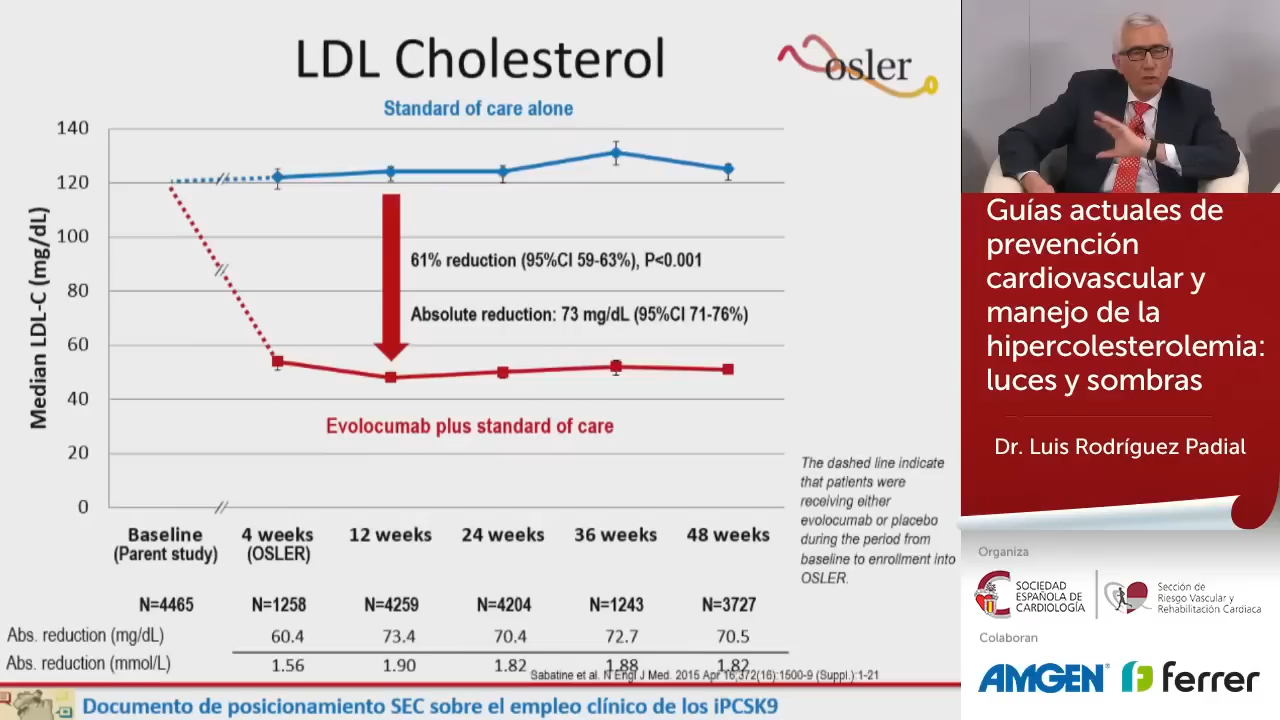 LDL Cholesterol
osler
Standard of care alone
140
120
100
80
60
40
20
0
Median LDL-C (mg/dL)
61% reduction (95%CI 59-63%), P<0.001
Absolute reduction: 73 mg/dL (95%CI 71-76%)
Evolocumab plus standard of care
The dashed line indicate
that patients were
receiving either
evolocumab or placebo
during the period from
baseline to enrollment into
OSLER.
Baseline 4 weeks 12 weeks 24 weeks 36 weeks 48 weeks
(Parent study) (OSLER)
N=4465 N=1258 N=4259 N=4204 N=1243 N=3727
Abs. reduction (mg/dL) 60.4 73.4 70.4 72.7 70.5
Abs. reduction (mmol/L) 1.56 1.90 1.82 1.88 1.82
Sabatine et al. N Engl J Med. 2015 Apr 16;372(16):1500-9 (Suppl.):1-21
Documento de posicionamiento SEC sobre el empleo clínico de los iPCSK9
Guías actuales de
prevención
cardiovascular y
manejo de la
hipercolesterolemia:
luces y sombras
Dr. Luis Rodríguez Padial
Organiza
SOCIEDAD
ESPAÑOLA DE
CARDIOLOGÍA
Sección de
Riesgo Vascular y
Rehabilitación Cardiaca
Colaboran
AMGEN®
ferrer